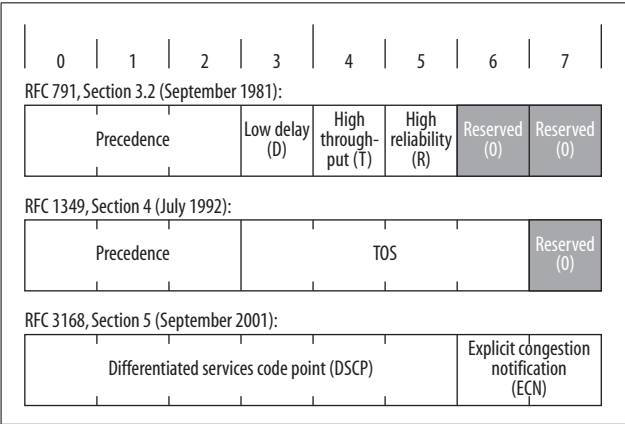 0 1 2 3 4 5 6 7
RFC 791, Section 3.2 (September 1981):
Precedence
Low delay
(D)
High
through-
put (T)
High
reliability
(R)
Reserved
(0)
Reserved
(0)
RFC 1349, Section 4 (July 1992):
Precedence
TOS
Reserved
(0)
RFC 3168, Section 5 (September 2001):
Differentiated services code point (DSCP)
Explicit congestion
notification
(ECN)